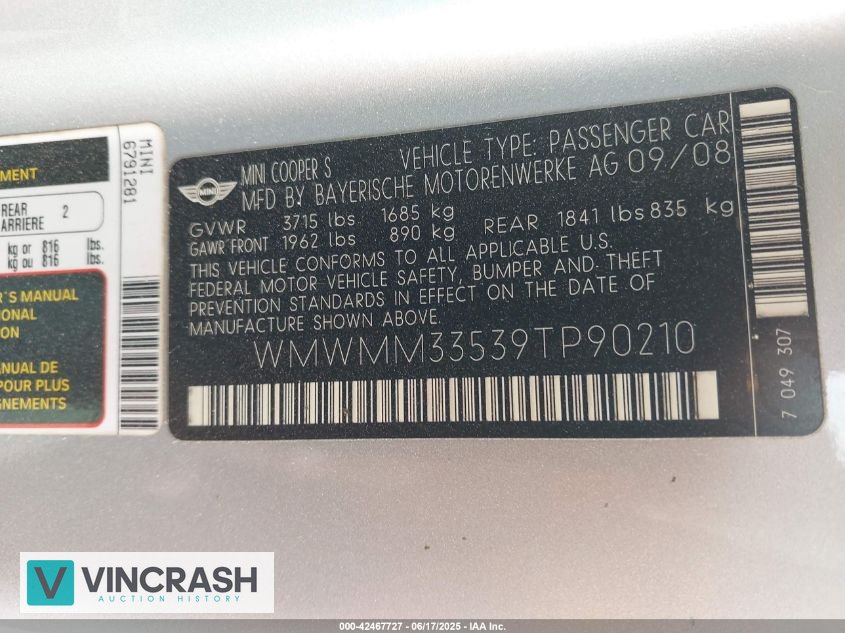 EMENT
REAR 2
ARRIERE
kg or 816 lbs.
kg ou 816 lbs.
'S MANUAL
IONAL
ION
ANUAL DE
POUR PLUS
GNEMENTS
MINI
6791281
MINI
MINI COOPER S VEHICLE TYPE: PASSENGER CAR
MFD BY BAYERISCHE MOTORENWERKE AG 09/08
GVWR 3715 lbs 1685 kg
GAWR FRONT 1962 lbs 890 kg REAR 1841 lbs 835 kg
THIS VEHICLE CONFORMS TO ALL APPLICABLE U.S.
FEDERAL MOTOR VEHICLE SAFETY, BUMPER AND THEFT
PREVENTION STANDARDS IN EFFECT ON THE DATE OF
MANUFACTURE SHOWN ABOVE.
WMWMM33539TP90210
7 049 307
VINCRASH
AUCTION HISTORY
000-42467727 - 06/17/2025 - IAA Inc.